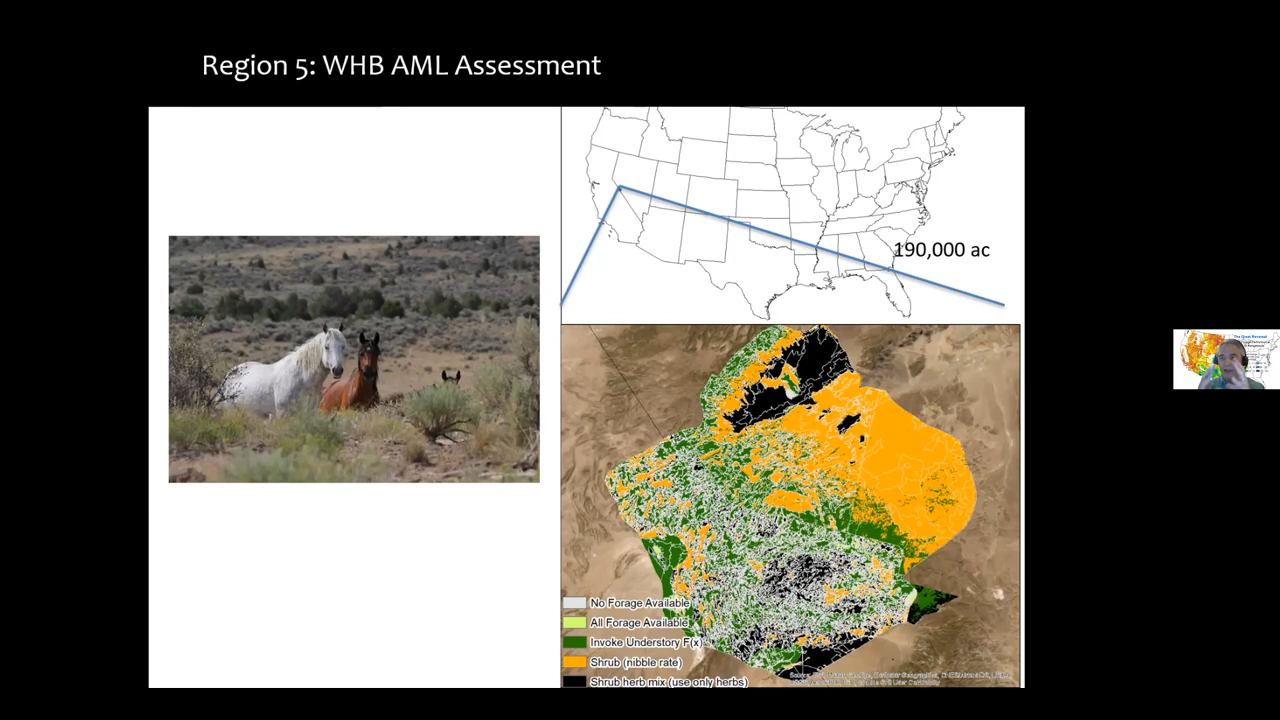 Region 5: WHB AML Assessment
190,000 ac
No Forage Available
All Forage Available
Invoke Understory F(x)
Shrub (nibble rate)
Shrub herb mix (use only herbs)